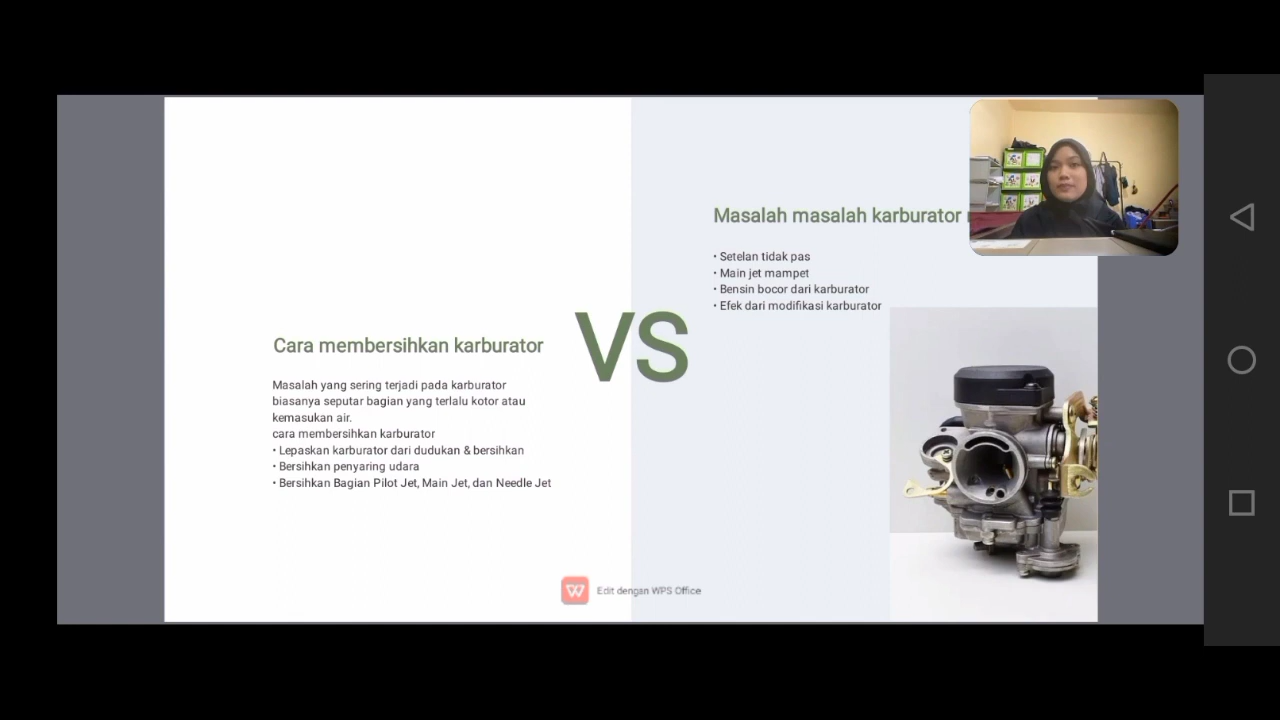 Cara membersihkan karburator
Masalah yang sering terjadi pada karburator
biasanya seputar bagian yang terlalu kotor atau
kemasukan air.
cara membersihkan karburator
• Lepaskan karburator dari dudukan & bersihkan
• Bersihkan penyaring udara
• Bersihkan Bagian Pilot Jet, Main Jet, dan Needle Jet
VS
Masalah masalah karburator
• Setelan tidak pas
• Main jet mampet
• Bensin bocor dari karburator
• Efek dari modifikasi karburator
Edit dengan WPS Office